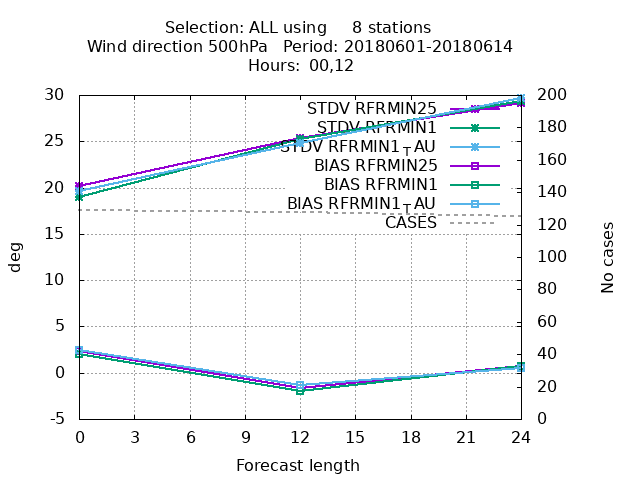 Selection: ALL using     8 stations
Wind direction 500hPa   Period: 20180601-20180614
Hours: 00,12
30 200
STDV RFRMIN25
180
STDV RFRMIN1
25
STDV RFRMIN1TAU
160
BIAS RFRMIN25
20
BIAS RFRMIN1
140
BIAS RFRMIN1TAU
CASES
120
15
deg
No cases
100
10
80
5
60
0
40
20
-5 0
0 3 6 9 12 15 18 21 24
Forecast length